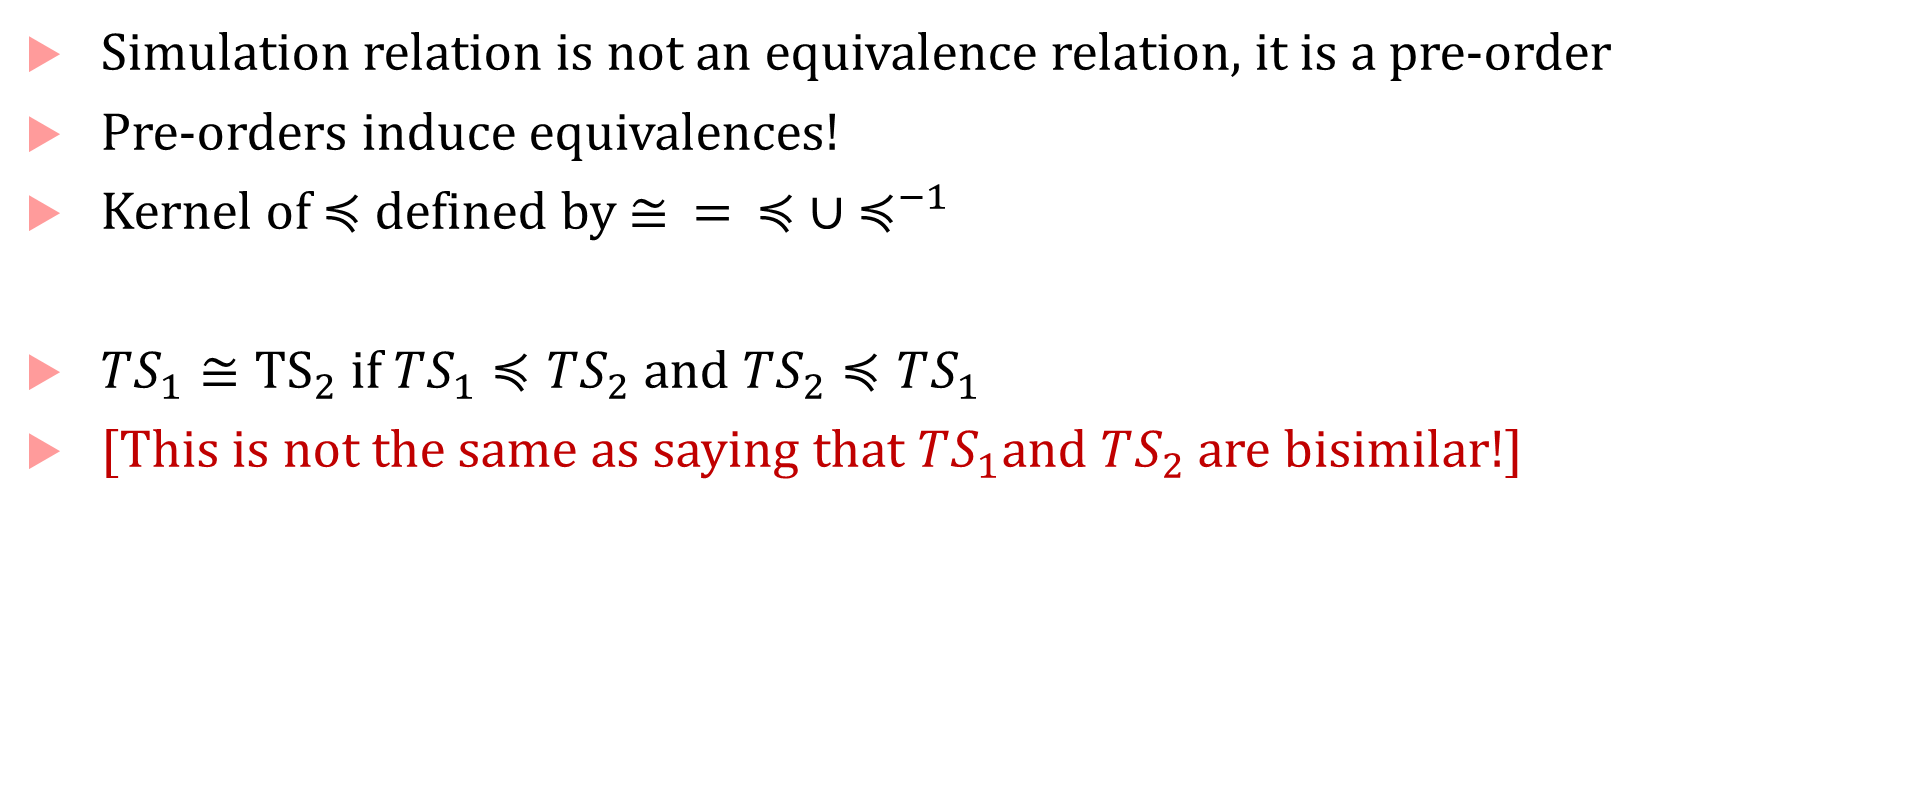 Simulation relation is not an equivalence relation, it is a pre-order
Pre-orders induce equivalences!
Kernel of ≼ defined by ≅ = ≼ ∪ ≼⁻¹
TS₁ ≅ TS₂ if TS₁ ≼ TS₂ and TS₂ ≼ TS₁
[This is not the same as saying that TS₁and TS₂ are bisimilar!]